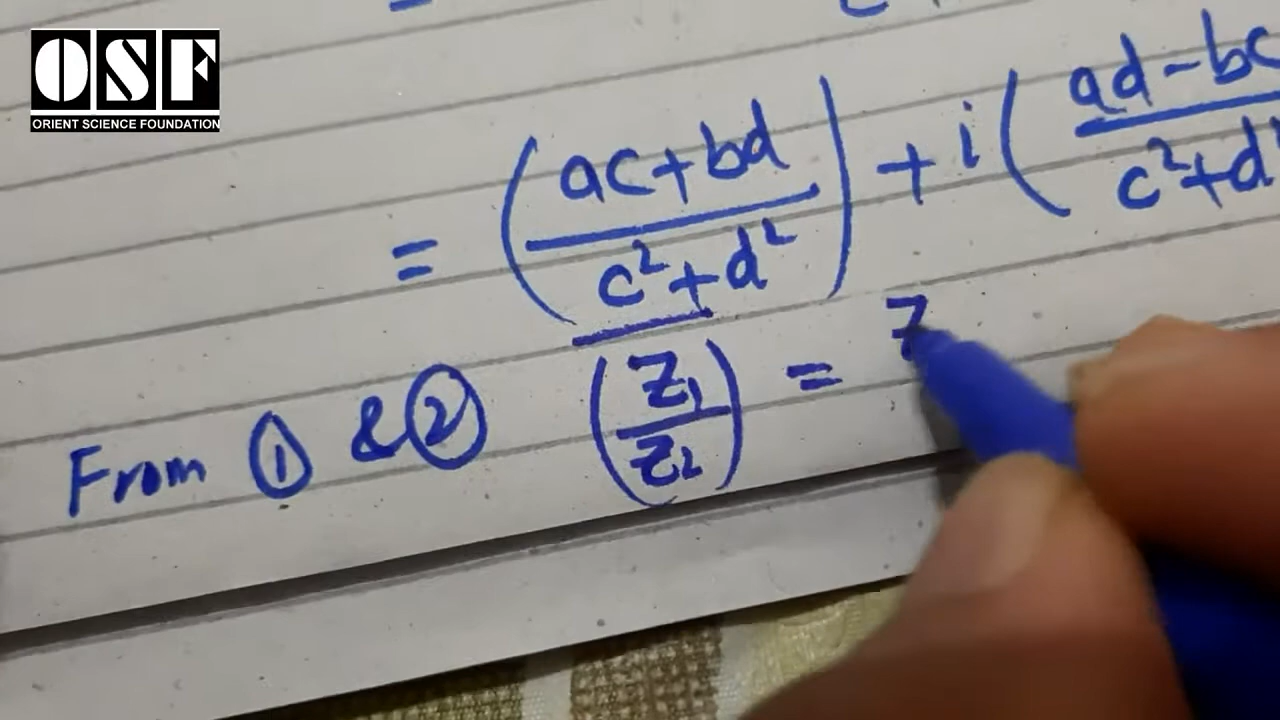 OSF
ORIENT SCIENCE FOUNDATION
= (ac+bd / c²+d²) + i (ad-bc / c²+d²
From ① & ② (Z₁ / Z₂) = Z